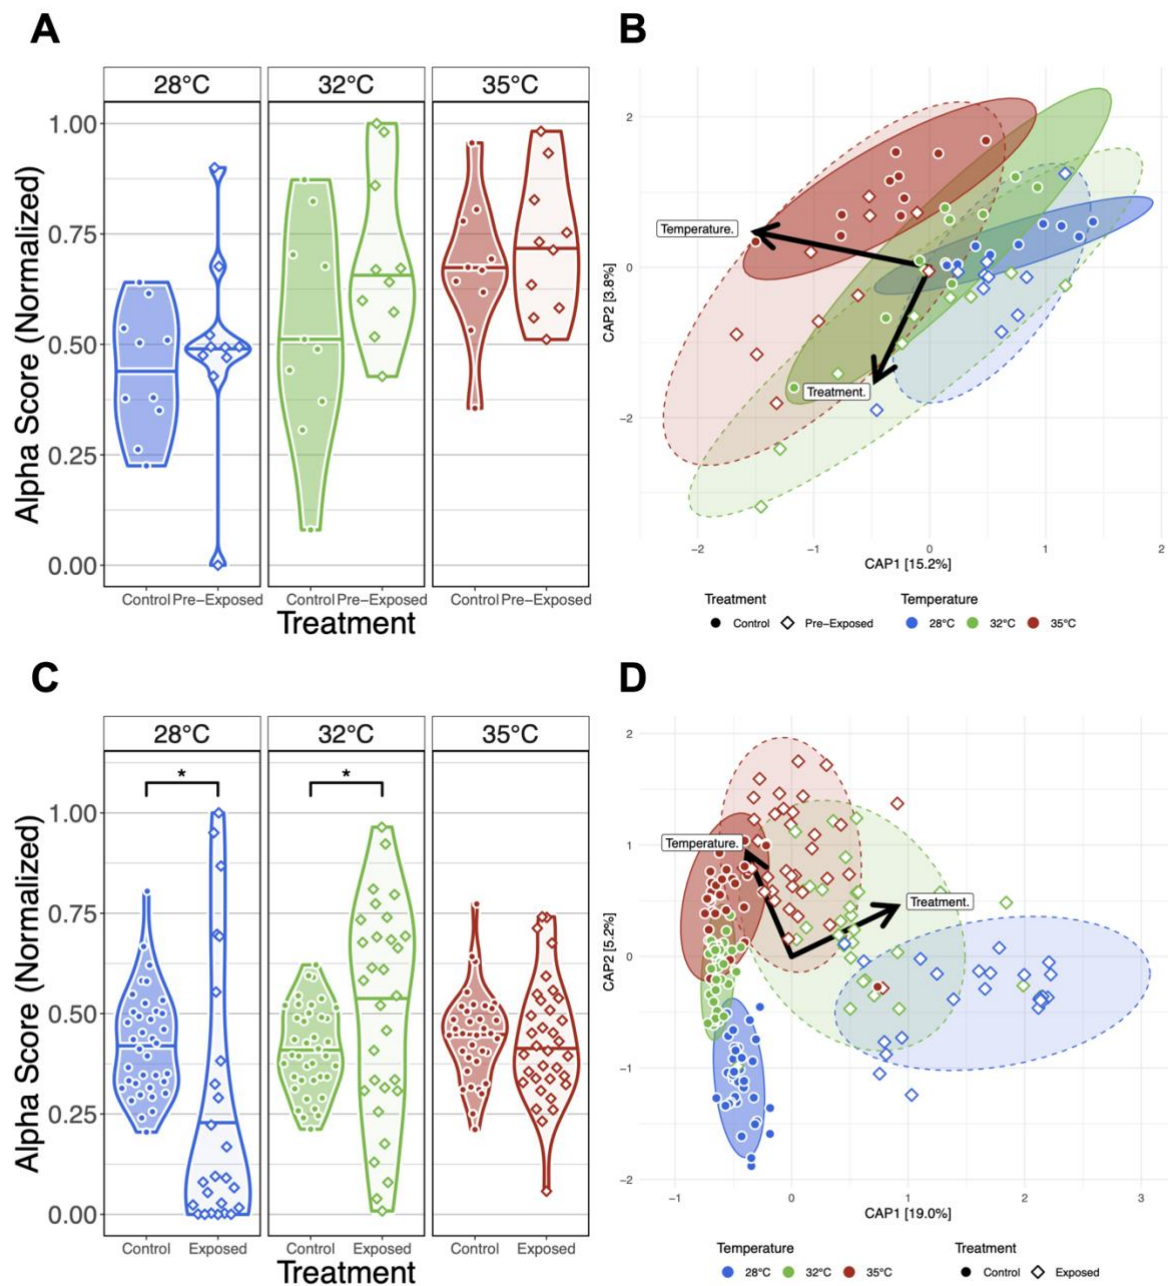 A
28°C 32°C 35°C
1.00
0.75
0.50
0.25
0.00
Alpha Score (Normalized)
Control Pre-Exposed Control Pre-Exposed Control Pre-Exposed
Treatment
B
2
0
-2
CAP2 [3.8%]
Temperature.
Treatment.
-2 -1 0 1 2
CAP1 [15.2%]
Treatment Temperature
Control Pre-Exposed 28°C 32°C 35°C
C
28°C 32°C 35°C
* *
1.00
0.75
0.50
0.25
0.00
Alpha Score (Normalized)
Control Exposed Control Exposed Control Exposed
Treatment
D
2
1
0
-1
-2
CAP2 [5.2%]
Temperature.
Treatment.
-1 0 1 2 3
CAP1 [19.0%]
Temperature Treatment
28°C 32°C 35°C Control Exposed